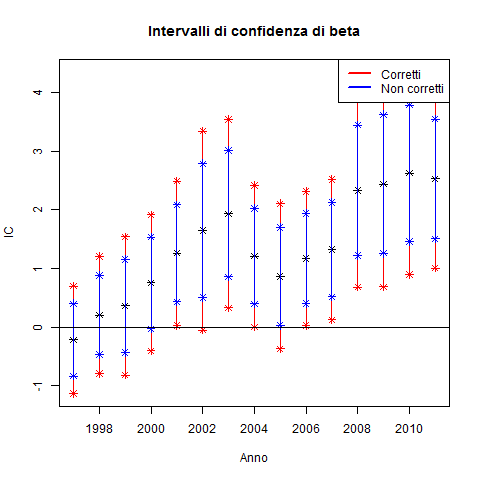 Intervalli di confidenza di beta
Corretti
Non corretti
4
3
2
1
0
-1
IC
1998 2000 2002 2004 2006 2008 2010
Anno